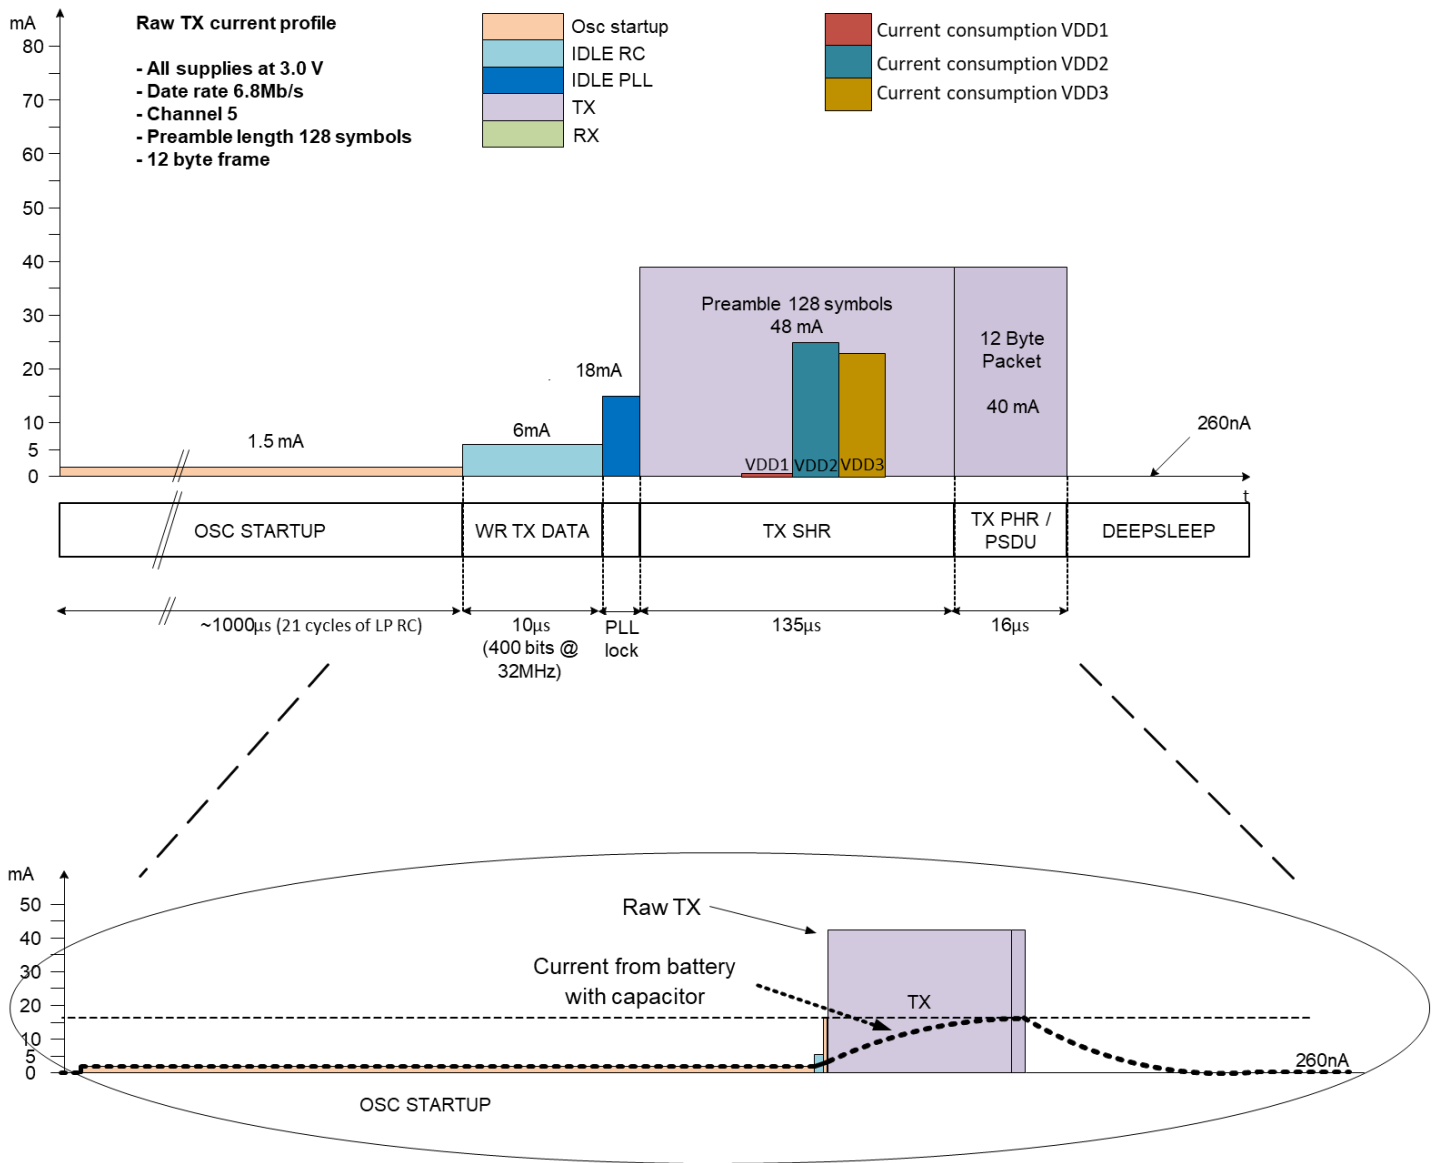 mA
Raw TX current profile
- All supplies at 3.0 V
- Date rate 6.8Mb/s
- Channel 5
- Preamble length 128 symbols
- 12 byte frame
Osc startup
IDLE RC
IDLE PLL
TX
RX
Current consumption VDD1
Current consumption VDD2
Current consumption VDD3
80
70
60
50
40
30
20
10
5
0
1.5 mA
6mA
18mA
Preamble 128 symbols
48 mA
VDD1
VDD2
VDD3
12 Byte
Packet
40 mA
260nA
t
OSC STARTUP
WR TX DATA
TX SHR
TX PHR /
PSDU
DEEPSLEEP
~1000µs (21 cycles of LP RC)
10µs
(400 bits @
32MHz)
PLL
lock
135µs
16µs
mA
50
40
30
20
10
5
0
Raw TX
Current from battery
with capacitor
TX
260nA
OSC STARTUP